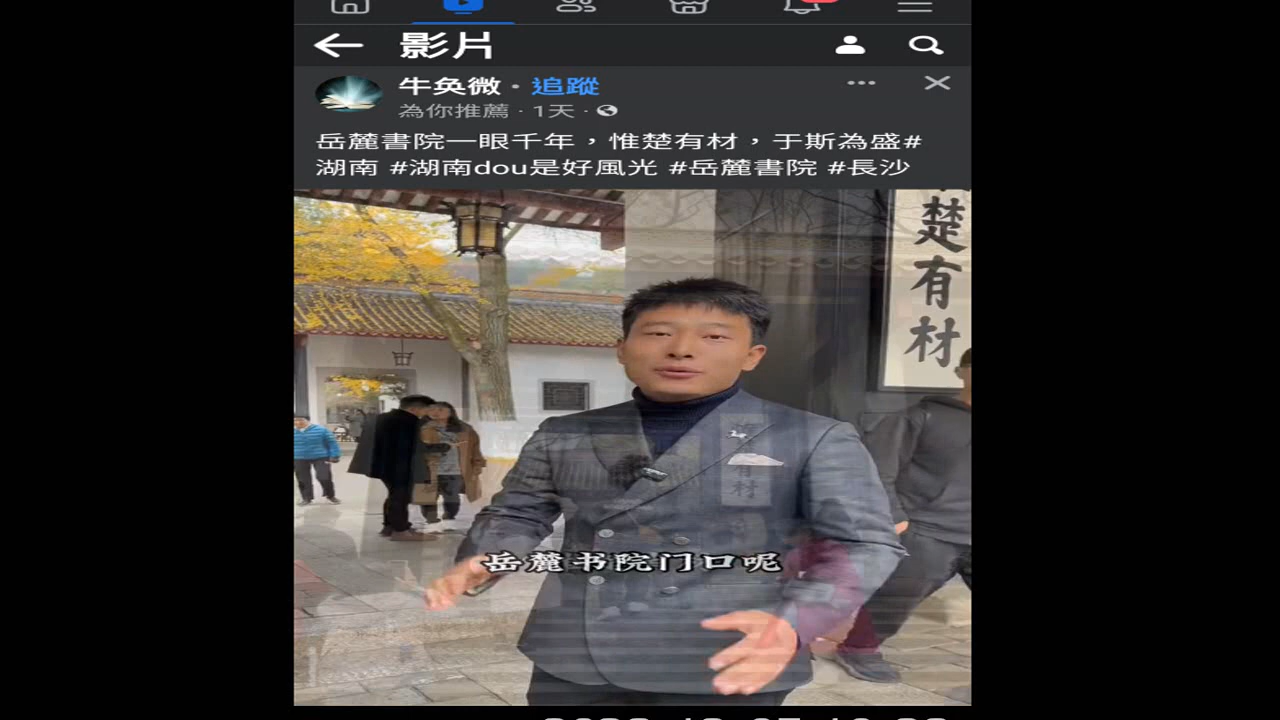 影片
牛奐微 · 追蹤
為你推薦 · 1天 ·
岳麓書院一眼千年，惟楚有材，于斯為盛#
湖南 #湖南dou是好風光 #岳麓書院 #長沙
楚有材
有材
岳麓书院门口呢